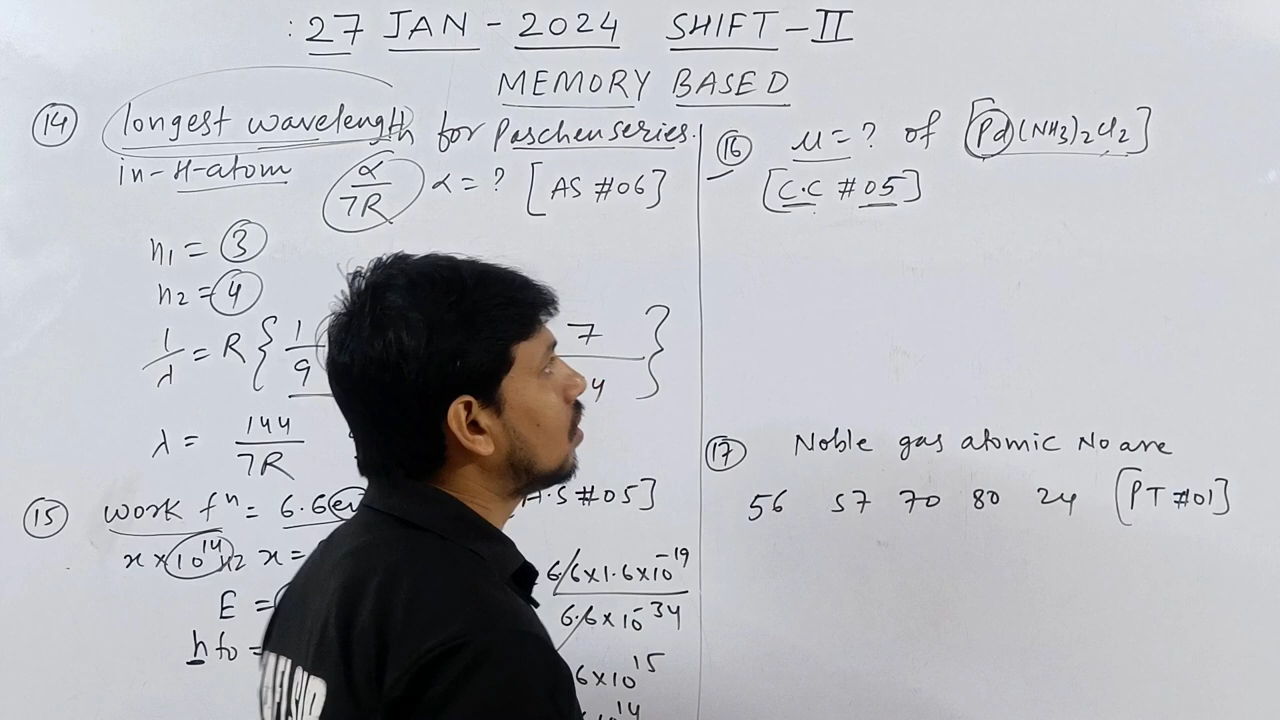 : 27 JAN - 2024 SHIFT - II
MEMORY BASED
14 longest wavelength for Paschen series.
in - H-atom α/7R α = ? [AS #06]
n₁ = 3
n₂ = 4
1/λ = R { 1/9 7 4 }
λ = 144/7R
15 work fⁿ = 6.6 A.S #05]
x × 10¹⁴ Hz x =
E =
hf₀ =
6.6×1.6×10⁻¹⁹
6.6×10⁻³⁴
6×10¹⁵
10¹⁴
16 μ = ? of [Pd(NH3)₂Cl₂]
[C.C #05]
17 Noble gas atomic No are
56 57 70 80 24 [PT #01]